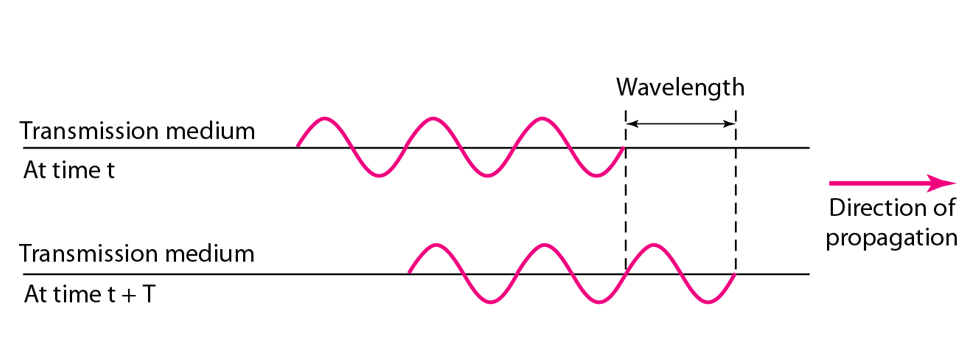 Wavelength
Transmission medium
At time t
Direction of
propagation
Transmission medium
At time t + T